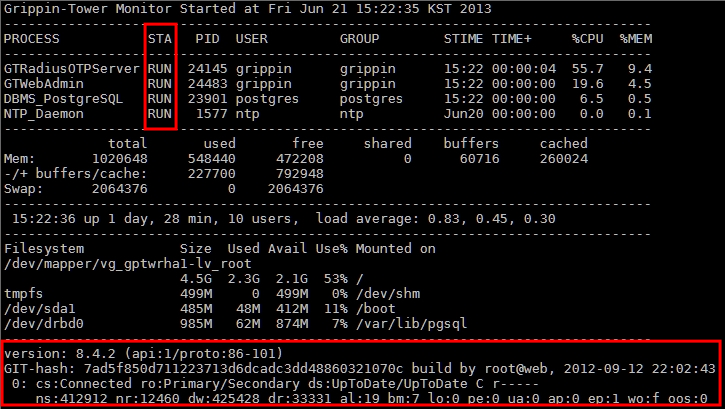 Grippin-Tower Monitor Started at Fri Jun 21 15:22:35 KST 2013
--------------------------------------------------------------------------------
PROCESS STA PID USER GROUP STIME TIME+ %CPU %MEM
--------------------------------------------------------------------------------
GTRadiusOTPServer RUN 24145 grippin grippin 15:22 00:00:04 55.7 9.4
GTWebAdmin RUN 24483 grippin grippin 15:22 00:00:00 19.6 4.5
DBMS_PostgreSQL RUN 23901 postgres postgres 15:22 00:00:00 6.5 0.5
NTP_Daemon RUN 1577 ntp ntp Jun20 00:00:00 0.0 0.1
--------------------------------------------------------------------------------
total used free shared buffers cached
Mem: 1020648 548440 472208 0 60716 260024
-/+ buffers/cache: 227700 792948
Swap: 2064376 0 2064376
--------------------------------------------------------------------------------
15:22:36 up 1 day, 28 min, 10 users, load average: 0.83, 0.45, 0.30
--------------------------------------------------------------------------------
Filesystem Size Used Avail Use% Mounted on
/dev/mapper/vg_gptwrha1-lv_root
4.5G 2.3G 2.1G 53% /
tmpfs 499M 0 499M 0% /dev/shm
/dev/sda1 485M 48M 412M 11% /boot
/dev/drbd0 985M 62M 874M 7% /var/lib/pgsql
--------------------------------------------------------------------------------
version: 8.4.2 (api:1/proto:86-101)
GIT-hash: 7ad5f850d711223713d6dcadc3dd48860321070c build by root@web, 2012-09-12 22:02:43
0: cs:Connected ro:Primary/Secondary ds:UpToDate/UpToDate C r-----
ns:412912 nr:12460 dw:425428 dr:33331 al:19 bm:7 lo:0 pe:0 ua:0 ap:0 ep:1 wo:f oos:0